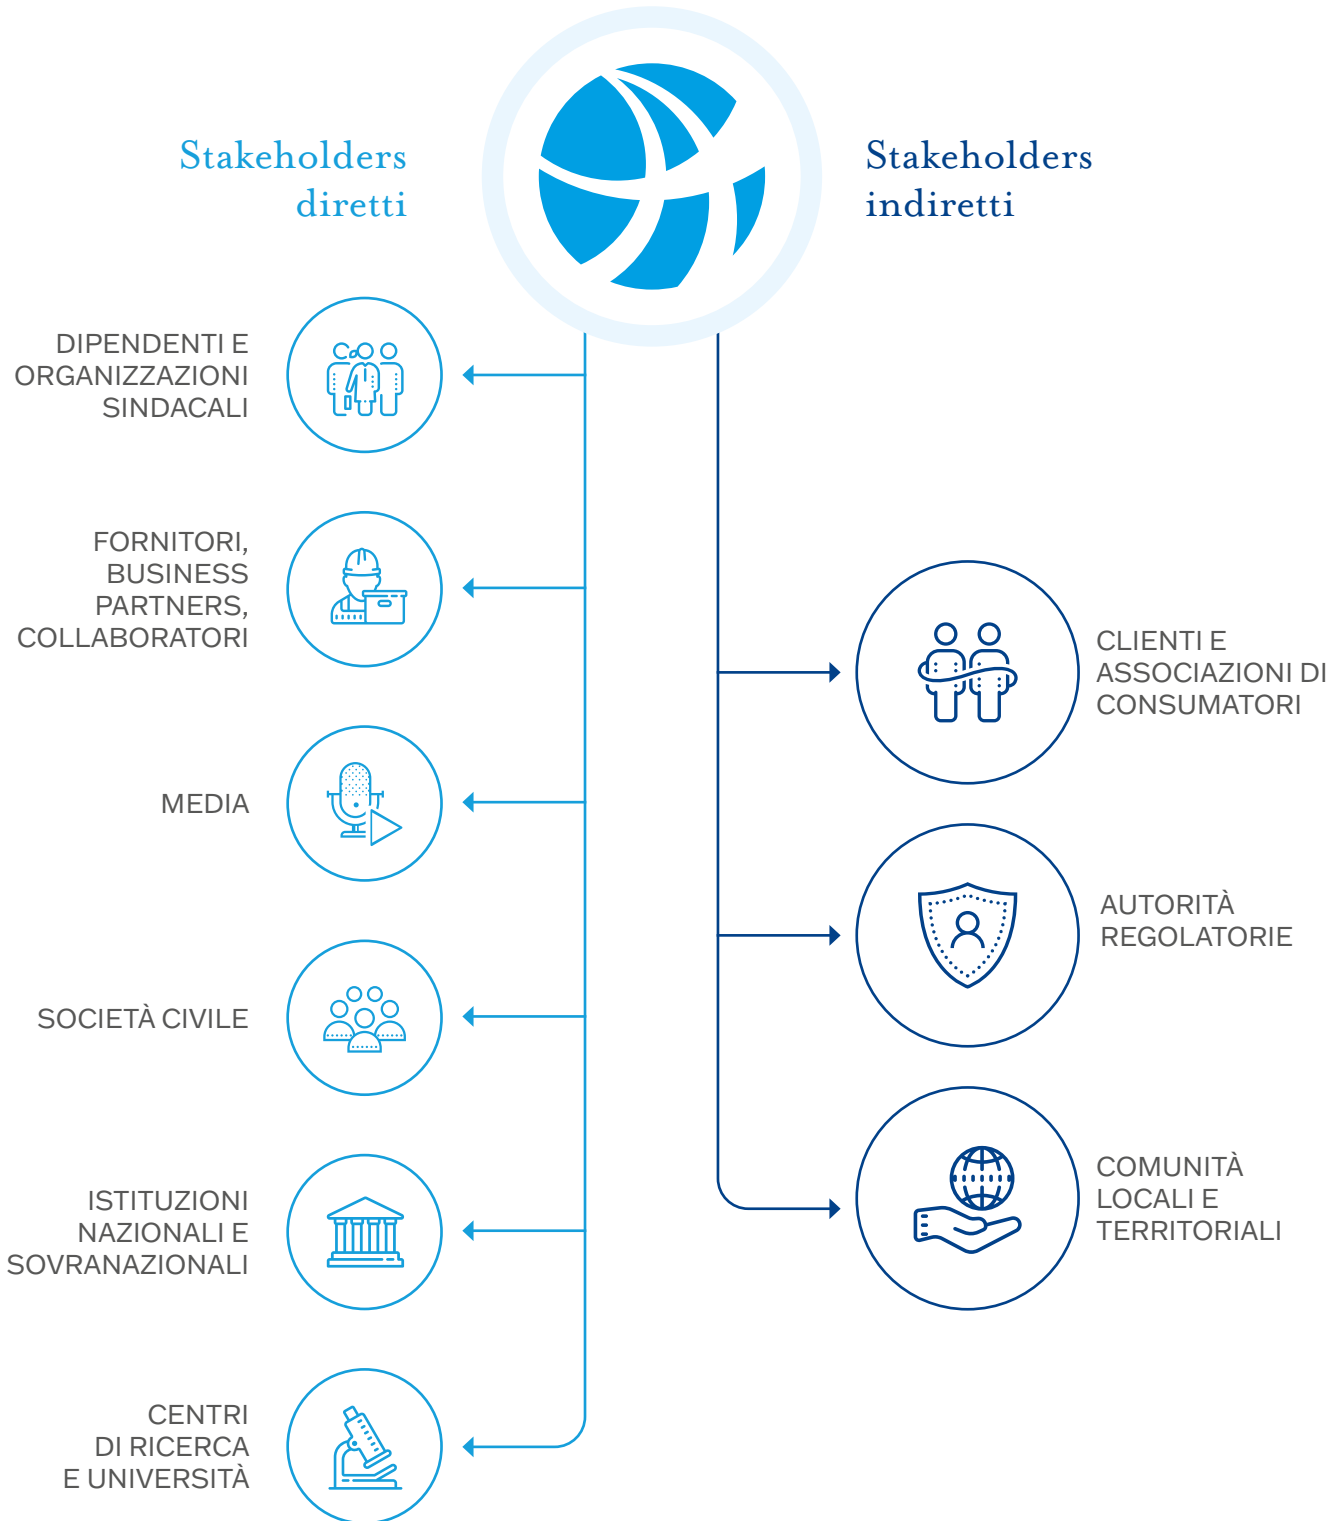 Stakeholders
diretti
DIPENDENTI E
ORGANIZZAZIONI
SINDACALI
FORNITORI,
BUSINESS
PARTNERS,
COLLABORATORI
MEDIA
SOCIETÀ CIVILE
ISTITUZIONI
NAZIONALI E
SOVRANAZIONALI
CENTRI
DI RICERCA
E UNIVERSITÀ
Stakeholders
indiretti
CLIENTI E
ASSOCIAZIONI DI
CONSUMATORI
AUTORITÀ
REGOLATORIE
COMUNITÀ
LOCALI E
TERRITORIALI